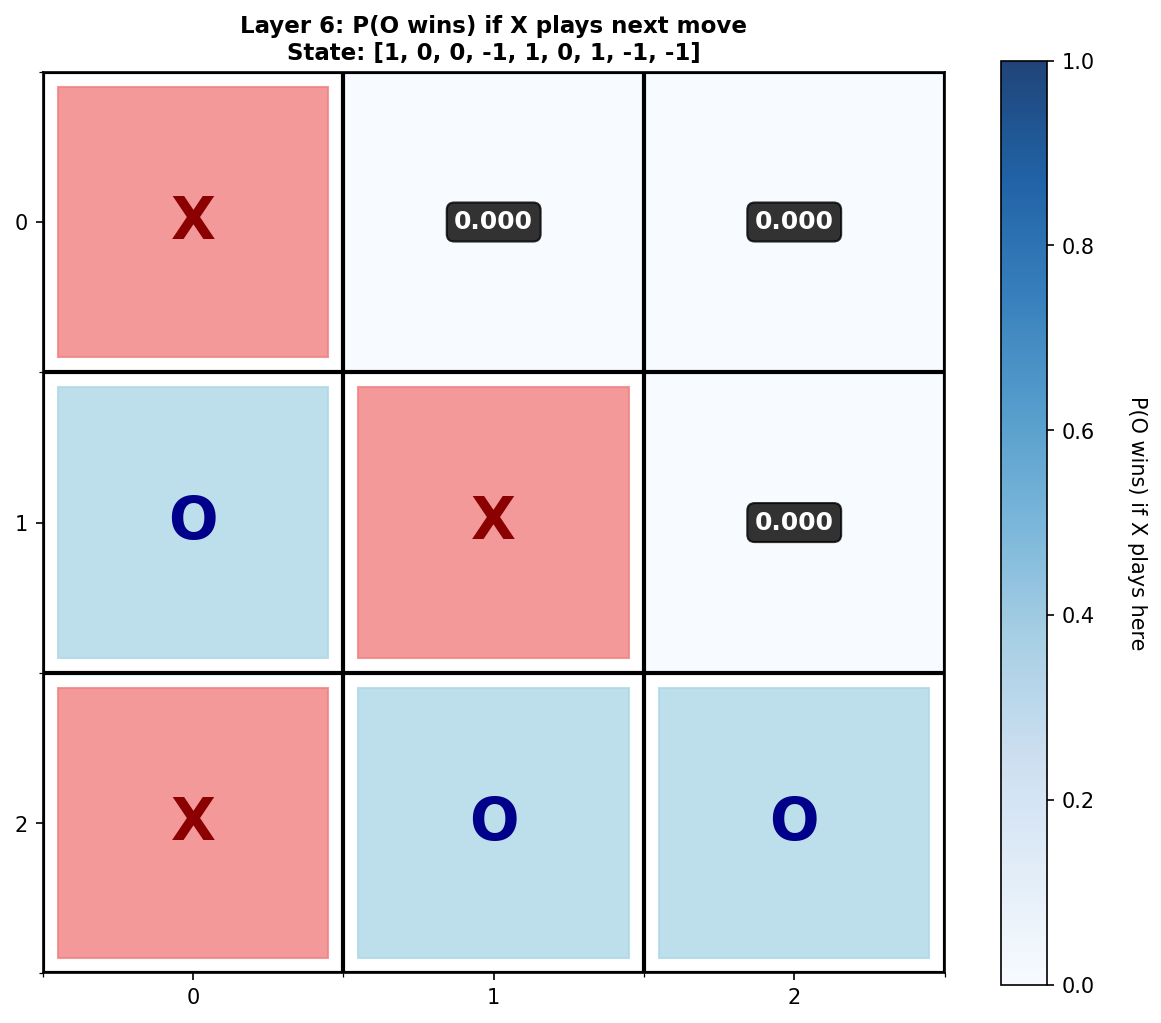 Layer 6: P(O wins) if X plays next move
State: [1, 0, 0, -1, 1, 0, 1, -1, -1]
0
X
0.000
0.000
1
O
X
0.000
2
X
O
O
0
1
2
1.0
0.8
0.6
0.4
0.2
0.0
P(O wins) if X plays here